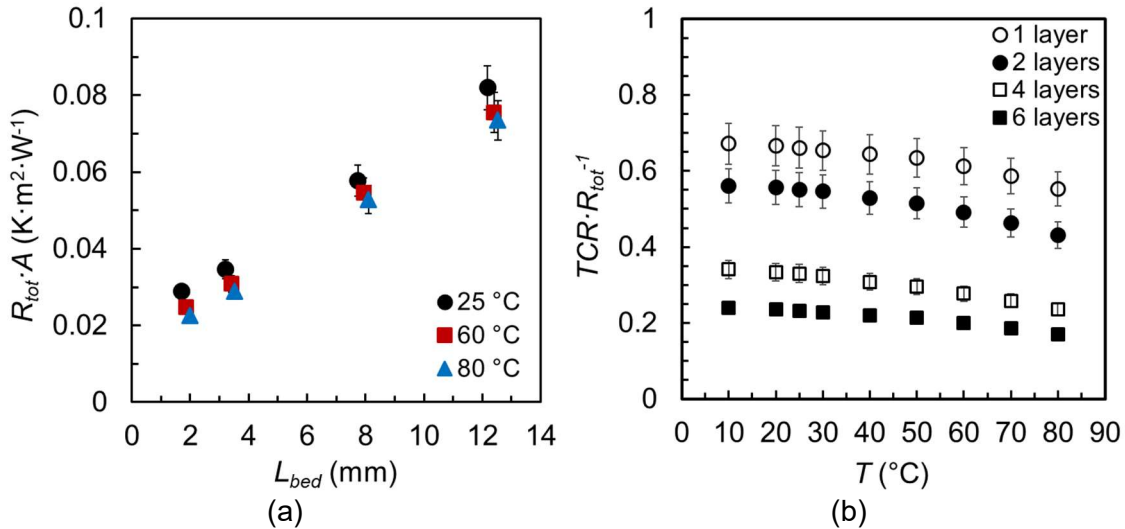 0.1
0.08
0.06
0.04
0.02
0
R_tot·A (K·m²·W⁻¹)
25 °C
60 °C
80 °C
0 2 4 6 8 10 12 14
L_bed (mm)
(a)
1
0.8
0.6
0.4
0.2
0
TCR·R_tot⁻¹
1 layer
2 layers
4 layers
6 layers
0 10 20 30 40 50 60 70 80 90
T (°C)
(b)